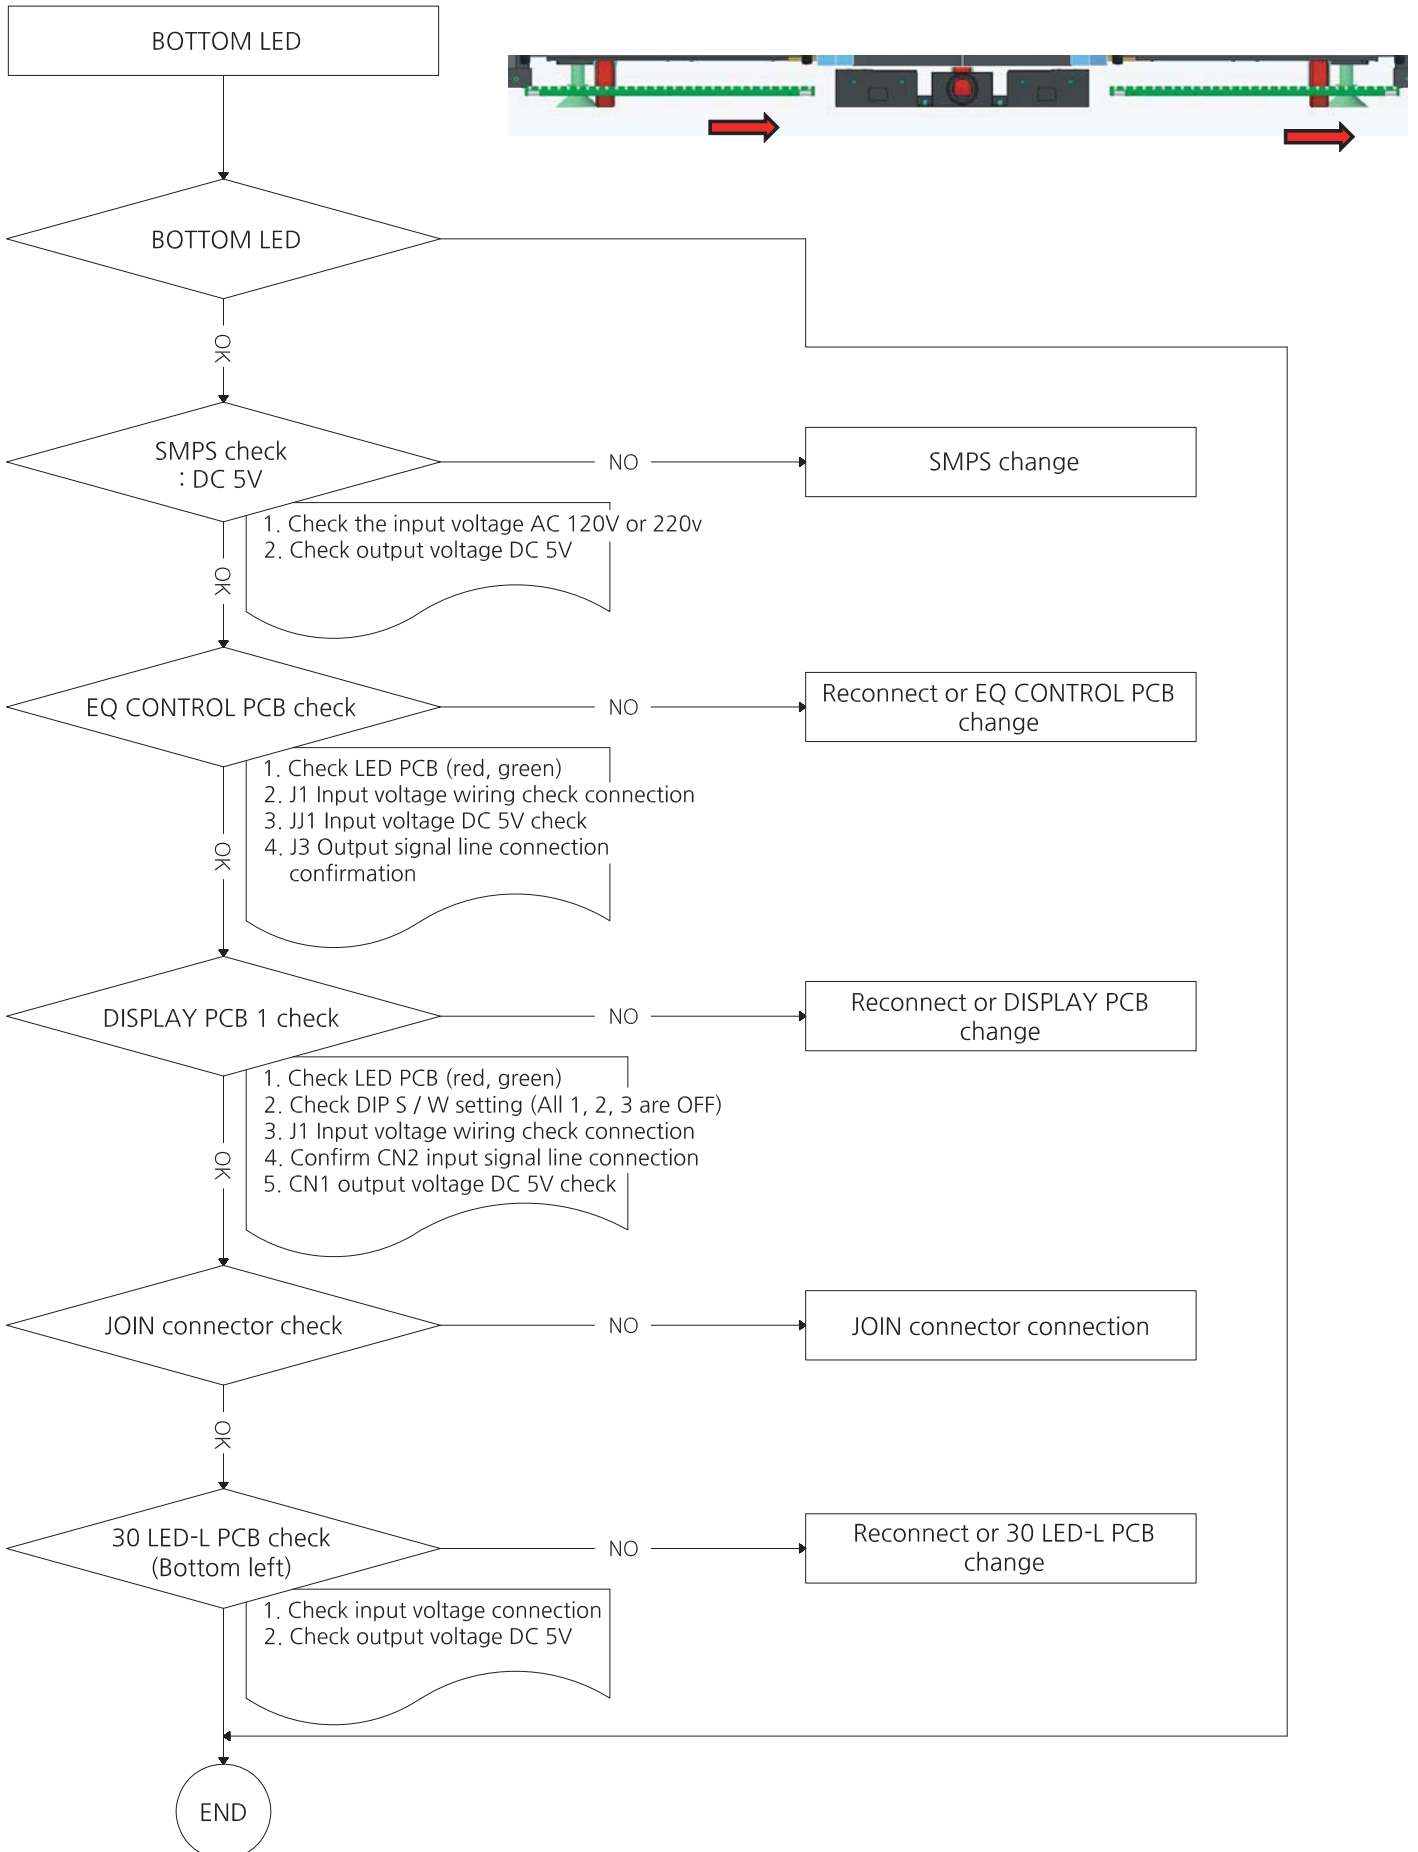 BOTTOM LED
BOTTOM LED
OK
SMPS check
: DC 5V
NO
SMPS change
1. Check the input voltage AC 120V or 220v
2. Check output voltage DC 5V
OK
EQ CONTROL PCB check
NO
Reconnect or EQ CONTROL PCB
change
1. Check LED PCB (red, green)
2. J1 Input voltage wiring check connection
3. JJ1 Input voltage DC 5V check
4. J3 Output signal line connection
confirmation
OK
DISPLAY PCB 1 check
NO
Reconnect or DISPLAY PCB
change
1. Check LED PCB (red, green)
2. Check DIP S / W setting (All 1, 2, 3 are OFF)
3. J1 Input voltage wiring check connection
4. Confirm CN2 input signal line connection
5. CN1 output voltage DC 5V check
OK
JOIN connector check
NO
JOIN connector connection
OK
30 LED-L PCB check
(Bottom left)
NO
Reconnect or 30 LED-L PCB
change
1. Check input voltage connection
2. Check output voltage DC 5V
END